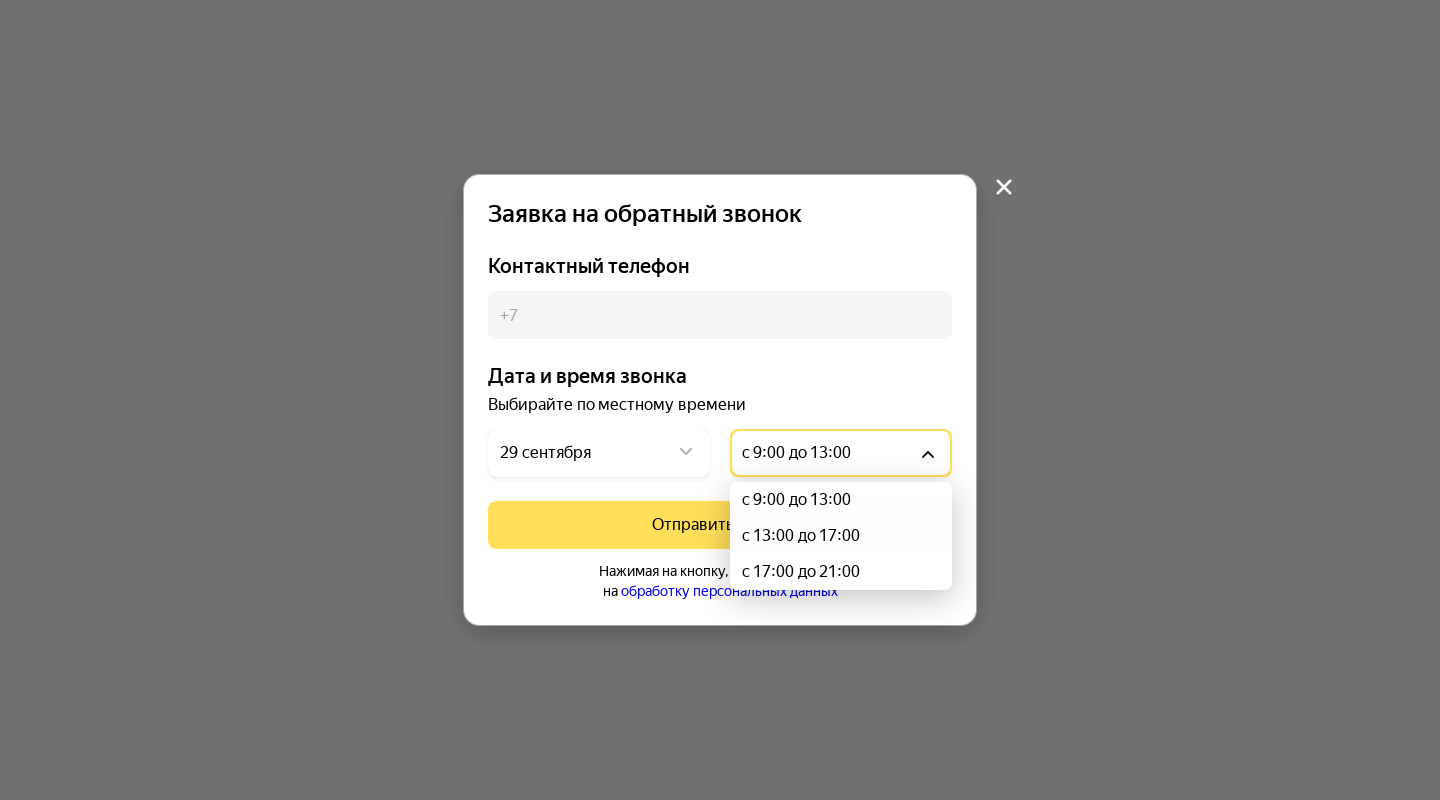 Заявка на обратный звонок
Контактный телефон
+7
Дата и время звонка
Выбирайте по местному времени
29 сентября
с 9:00 до 13:00
с 9:00 до 13:00
с 13:00 до 17:00
с 17:00 до 21:00
Отправить
Нажимая на кнопку,
на обработку персональных данных